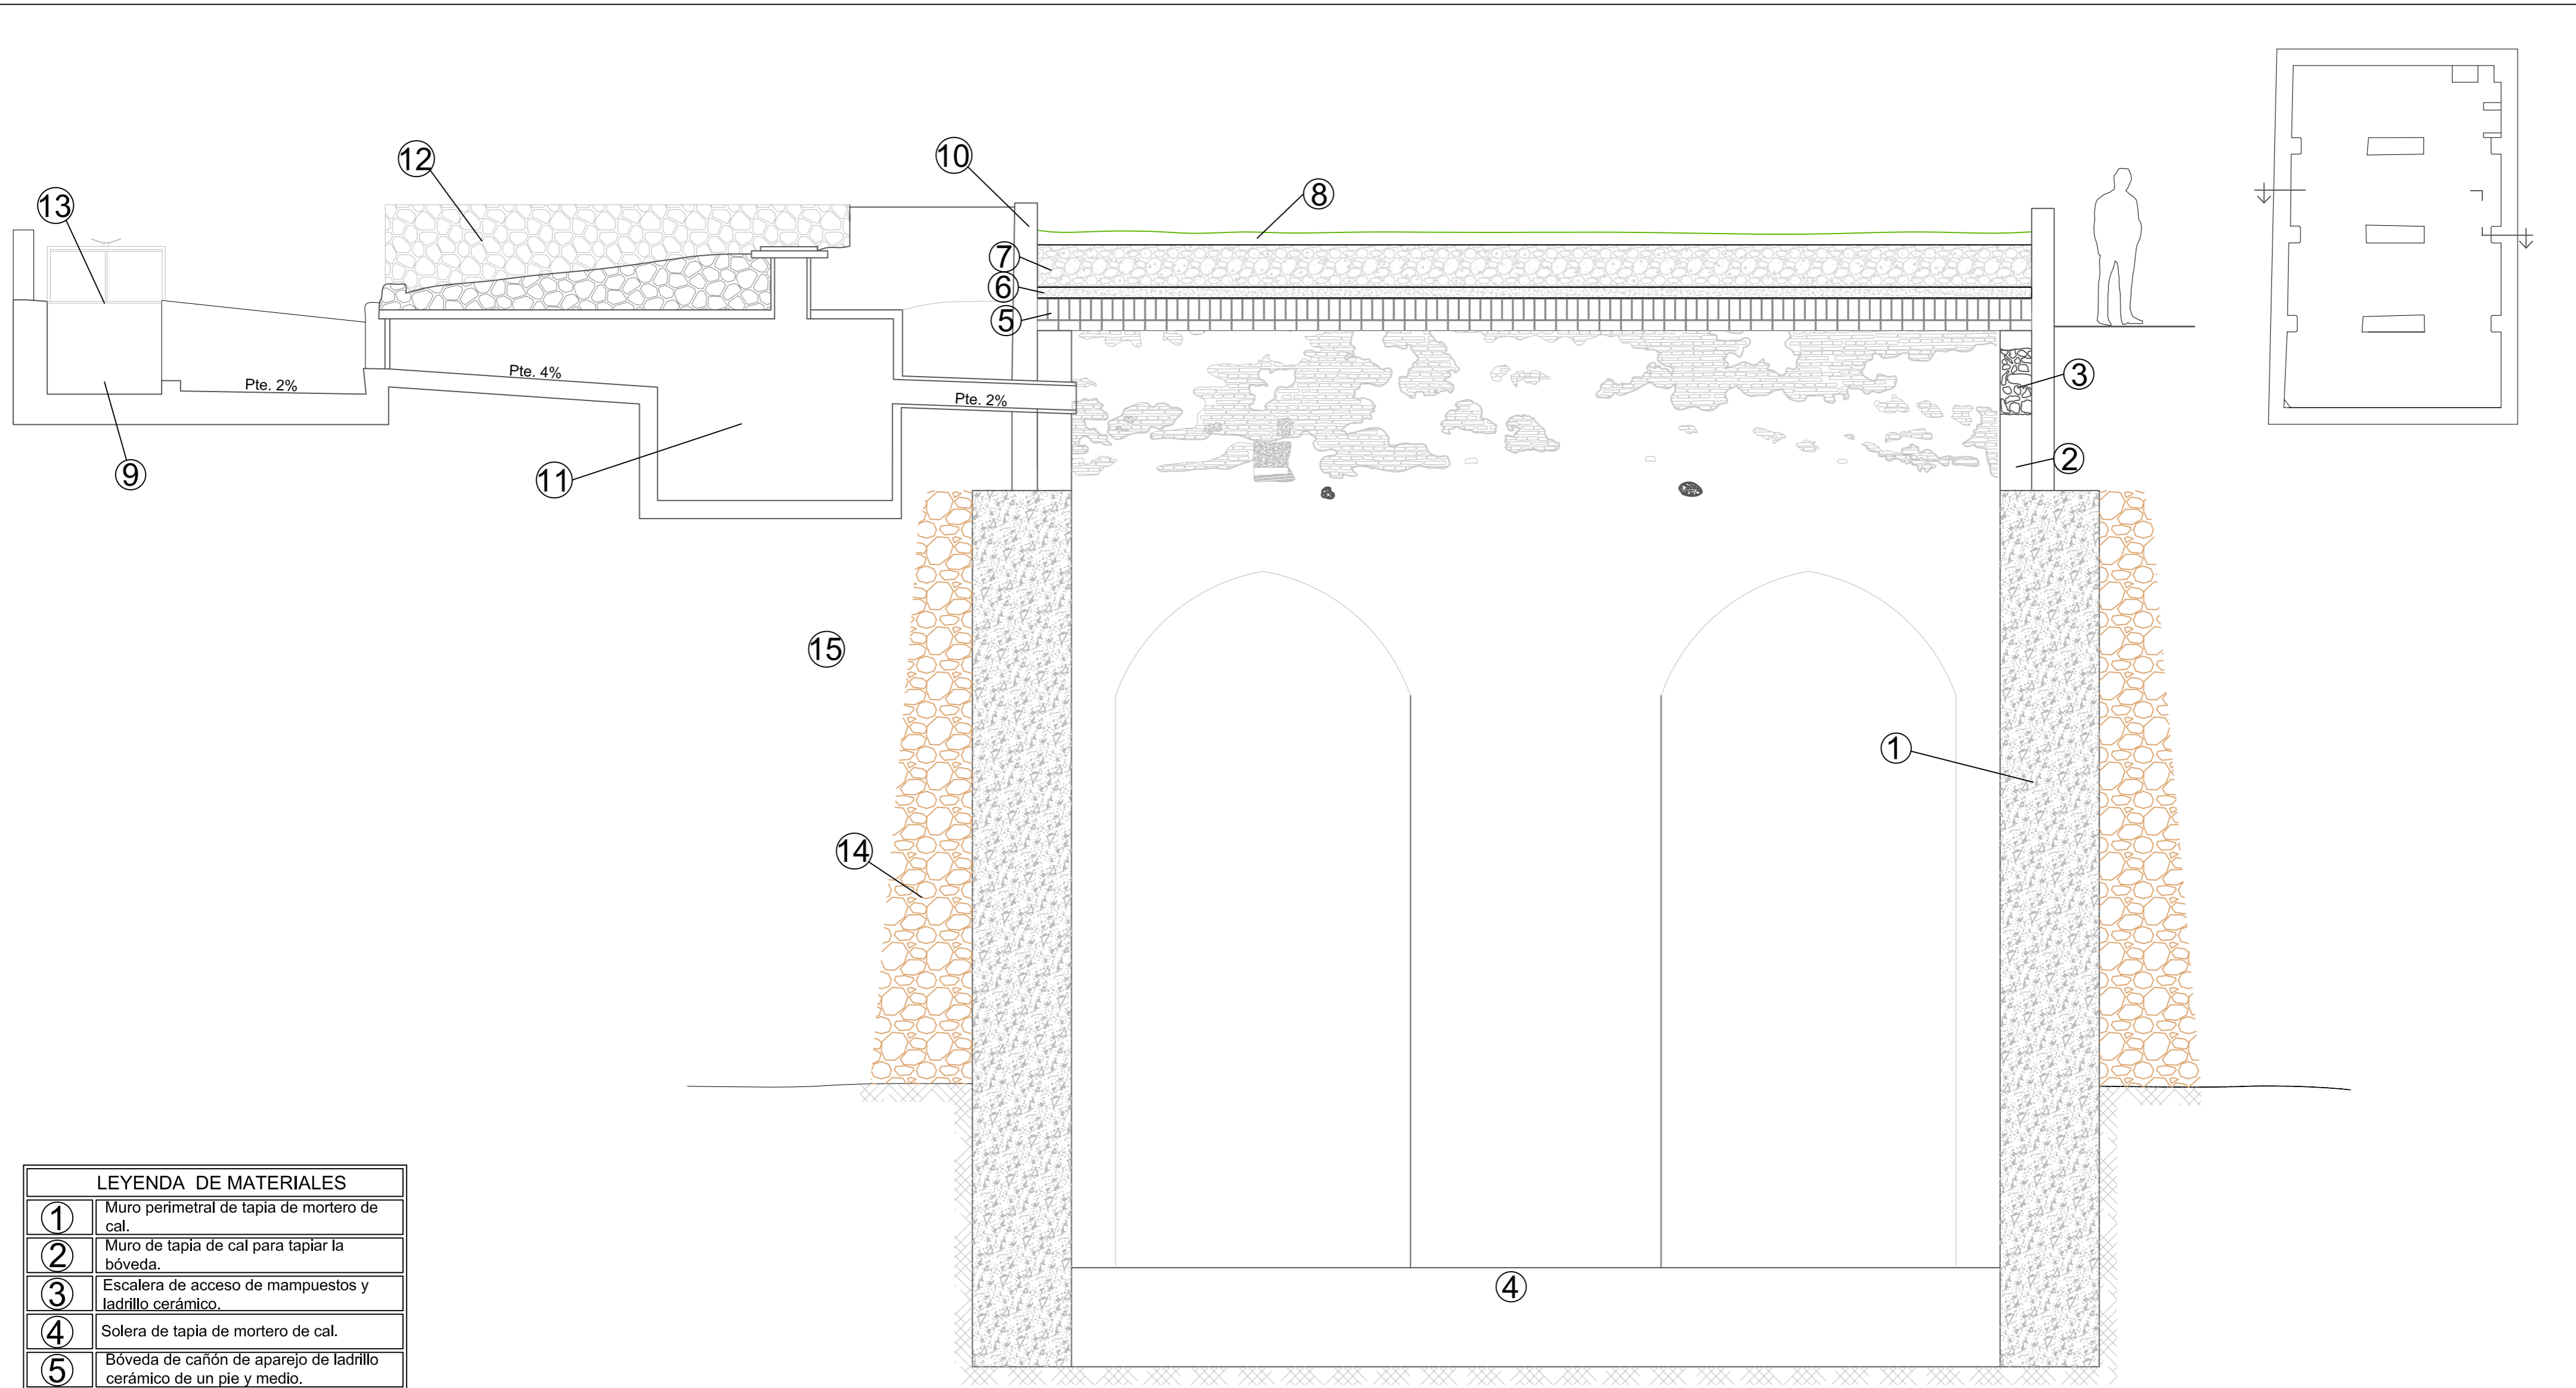 12
10
13
8
7
6
5
3
Pte. 4%
Pte. 2%
Pte. 2%
2
9
11
15
1
14
4
LEYENDA DE MATERIALES
1 Muro perimetral de tapia de mortero de
cal.
2 Muro de tapia de cal para tapiar la
bóveda.
3 Escalera de acceso de mampuestos y
ladrillo cerámico.
4 Solera de tapia de mortero de cal.
5 Bóveda de cañón de aparejo de ladrillo
cerámico de un pie y medio.